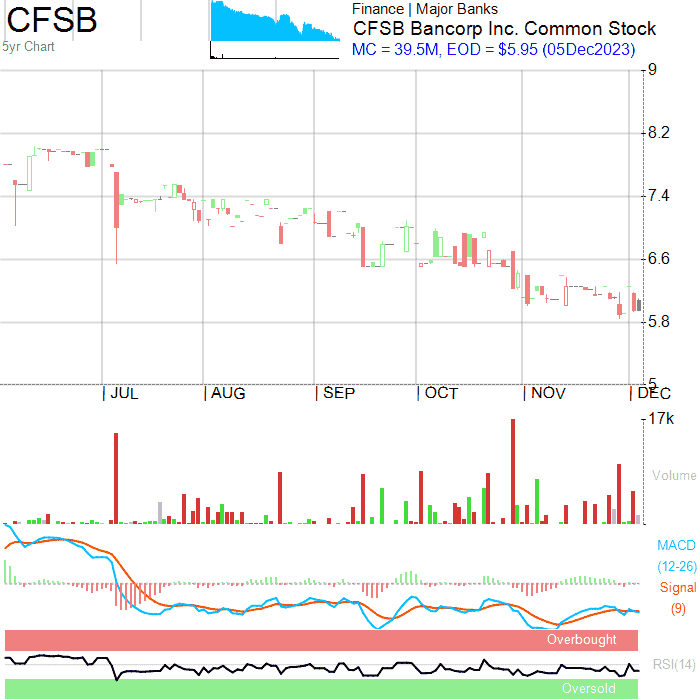 CFSB
5yr Chart
Finance | Major Banks
CFSB Bancorp Inc. Common Stock
MC = 39.5M, EOD = $5.95 (05Dec2023)
9
8.2
7.4
6.6
5.8
5
| JUL | AUG | SEP | OCT | NOV | DEC
17k
Volume
MACD
(12-26)
Signal
(9)
Overbought
RSI(14)
Oversold